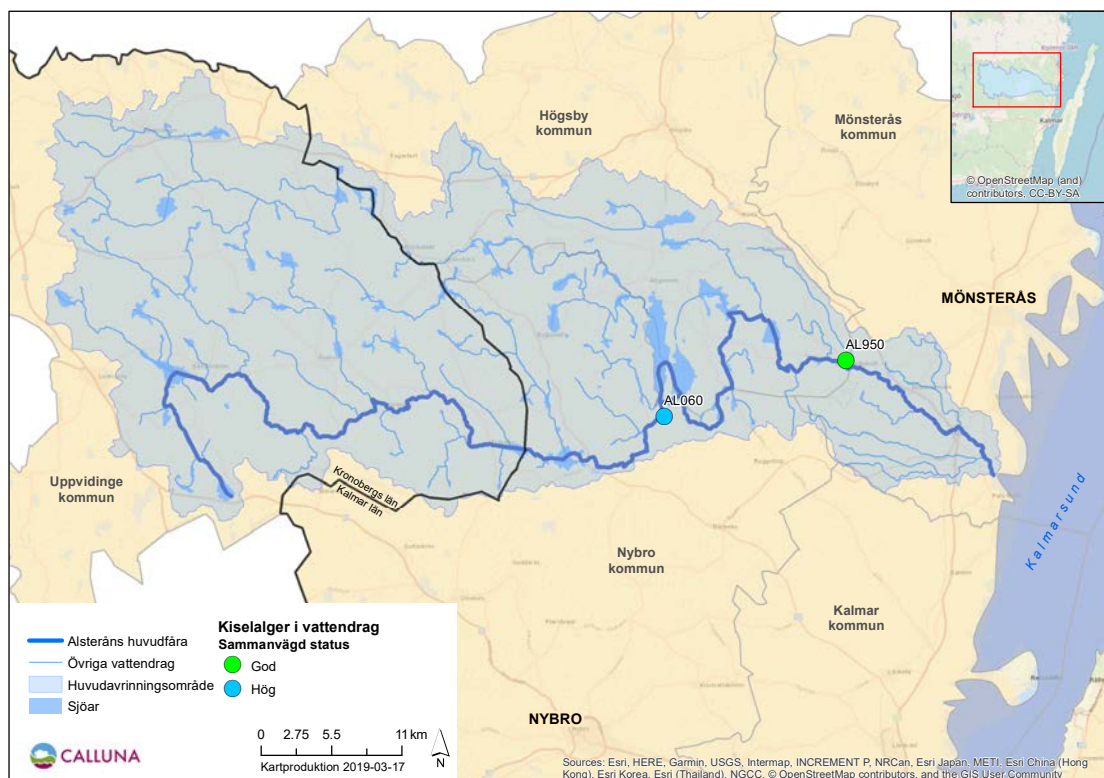 Högsby
kommun
Mönsterås
kommun
© OpenStreetMap (and)
contributors, CC-BY-SA
MÖNSTERÅS
AL950
AL060
Uppvidinge
kommun
Kronobergs län
Kalmar län
Kalmarsund
Nybro
kommun
Kalmar
kommun
NYBRO
Alsteråns huvudfåra
Övriga vattendrag
Huvudavrinningsområde
Sjöar
Kiselalger i vattendrag
Sammanvägd status
God
Hög
0 2.75 5.5 11 km
Kartproduktion 2019-03-17
N
CALLUNA
Sources: Esri, HERE, Garmin, USGS, Intermap, INCREMENT P, NRCan, Esri Japan, METI, Esri China (Hong
Kong), Esri Korea, Esri (Thailand), NGCC, © OpenStreetMap contributors, and the GIS User Community